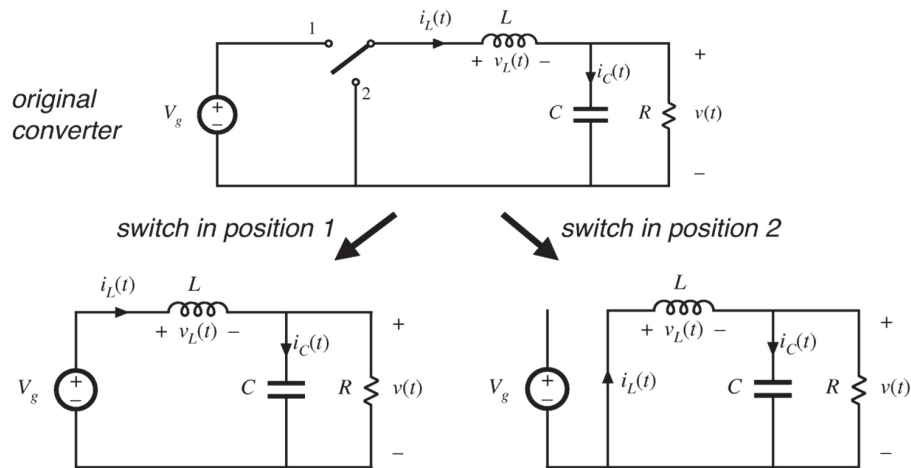 original
converter
1
2
i_L(t)
L
+ v_L(t) −
i_C(t)
V_g
+
−
C
R
+
v(t)
−
switch in position 1
switch in position 2
i_L(t)
L
+ v_L(t) −
i_C(t)
V_g
+
−
C
R
+
v(t)
−
L
+ v_L(t) −
i_C(t)
V_g
+
−
i_L(t)
C
R
+
v(t)
−